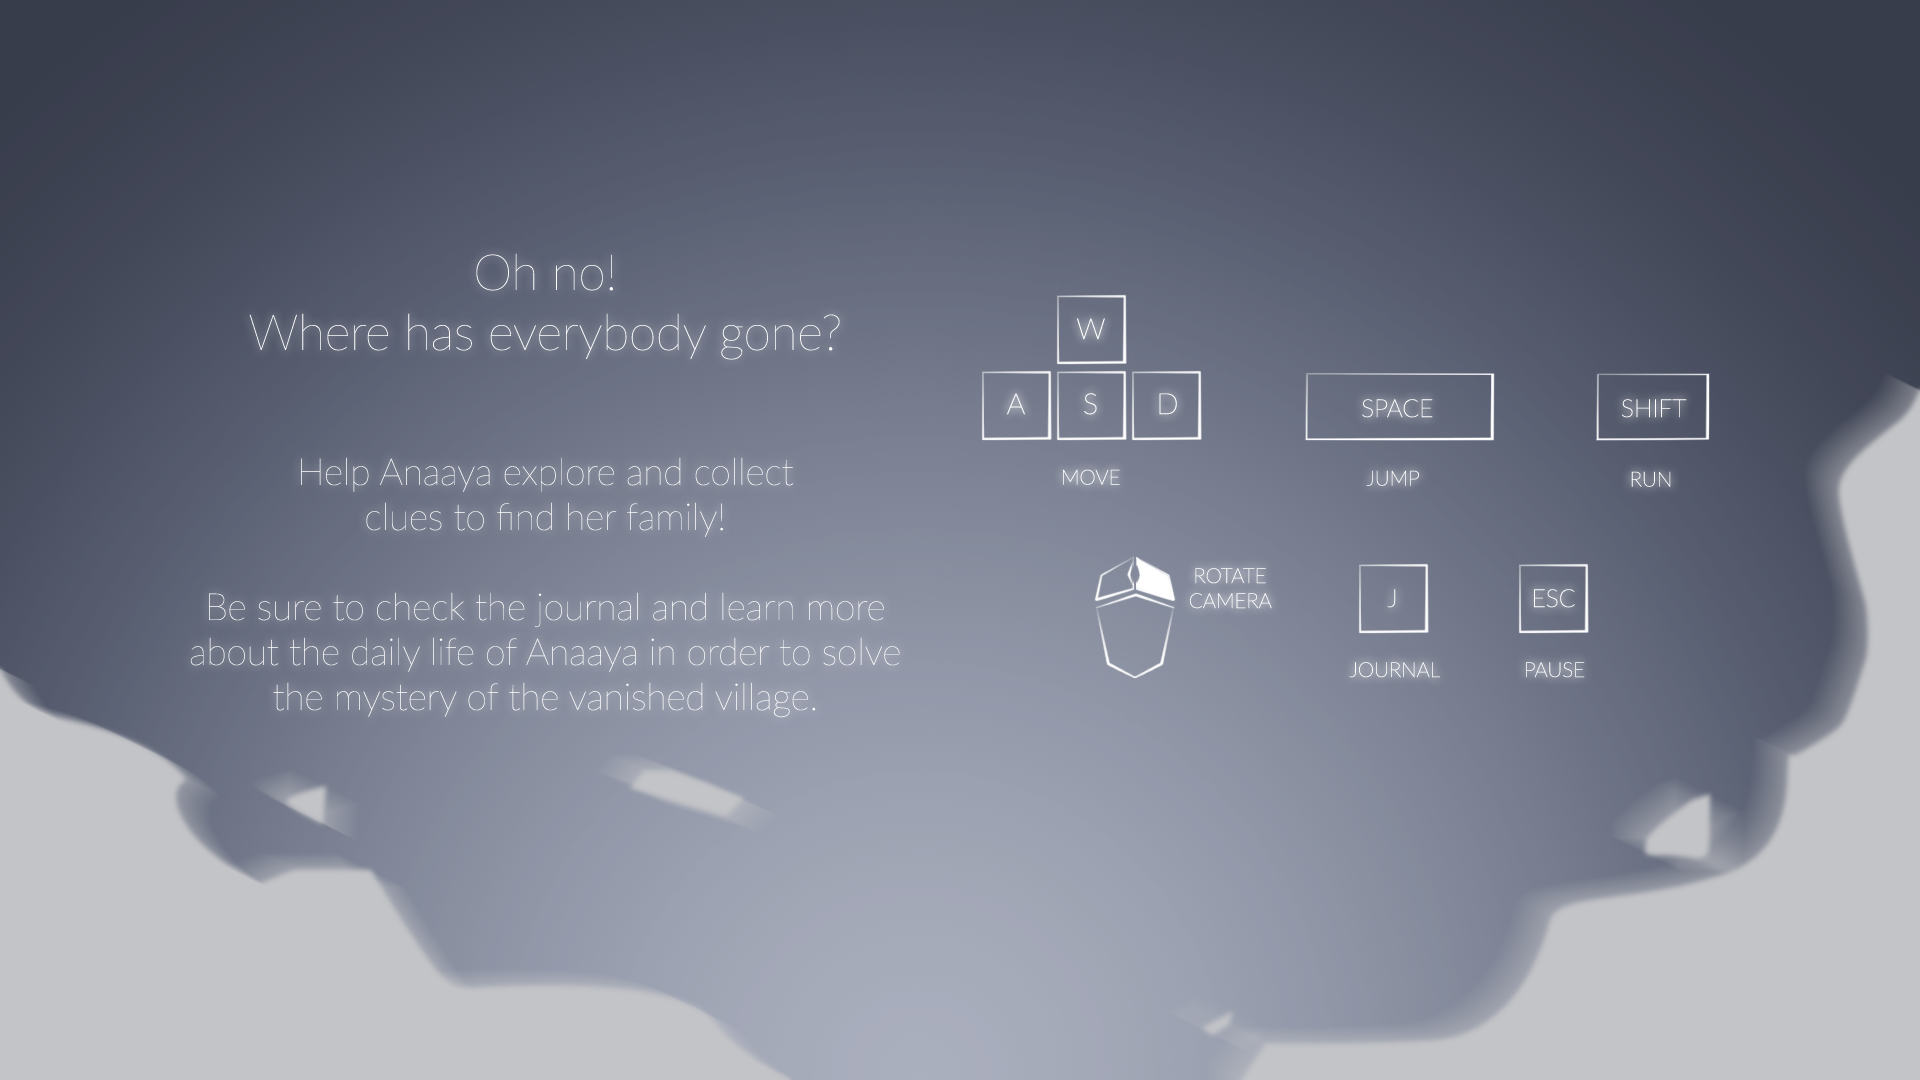 Oh no!
Where has everybody gone?
Help Anaaya explore and collect
clues to find her family!
Be sure to check the journal and learn more
about the daily life of Anaaya in order to solve
the mystery of the vanished village.
W
A S D
MOVE
SPACE
JUMP
SHIFT
RUN
ROTATE
CAMERA
J
JOURNAL
ESC
PAUSE